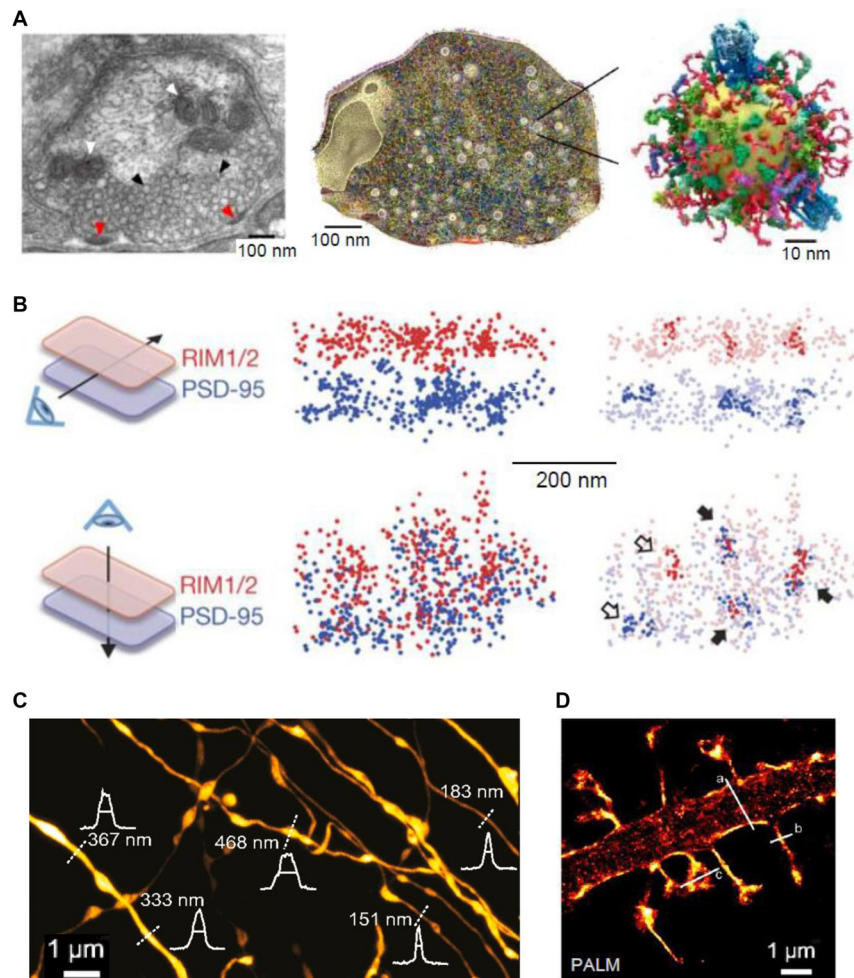 A
100 nm
100 nm
10 nm
B
RIM1/2
PSD-95
200 nm
RIM1/2
PSD-95
C
D
367 nm
468 nm
183 nm
333 nm
151 nm
1 µm
a
b
c
PALM
1 µm